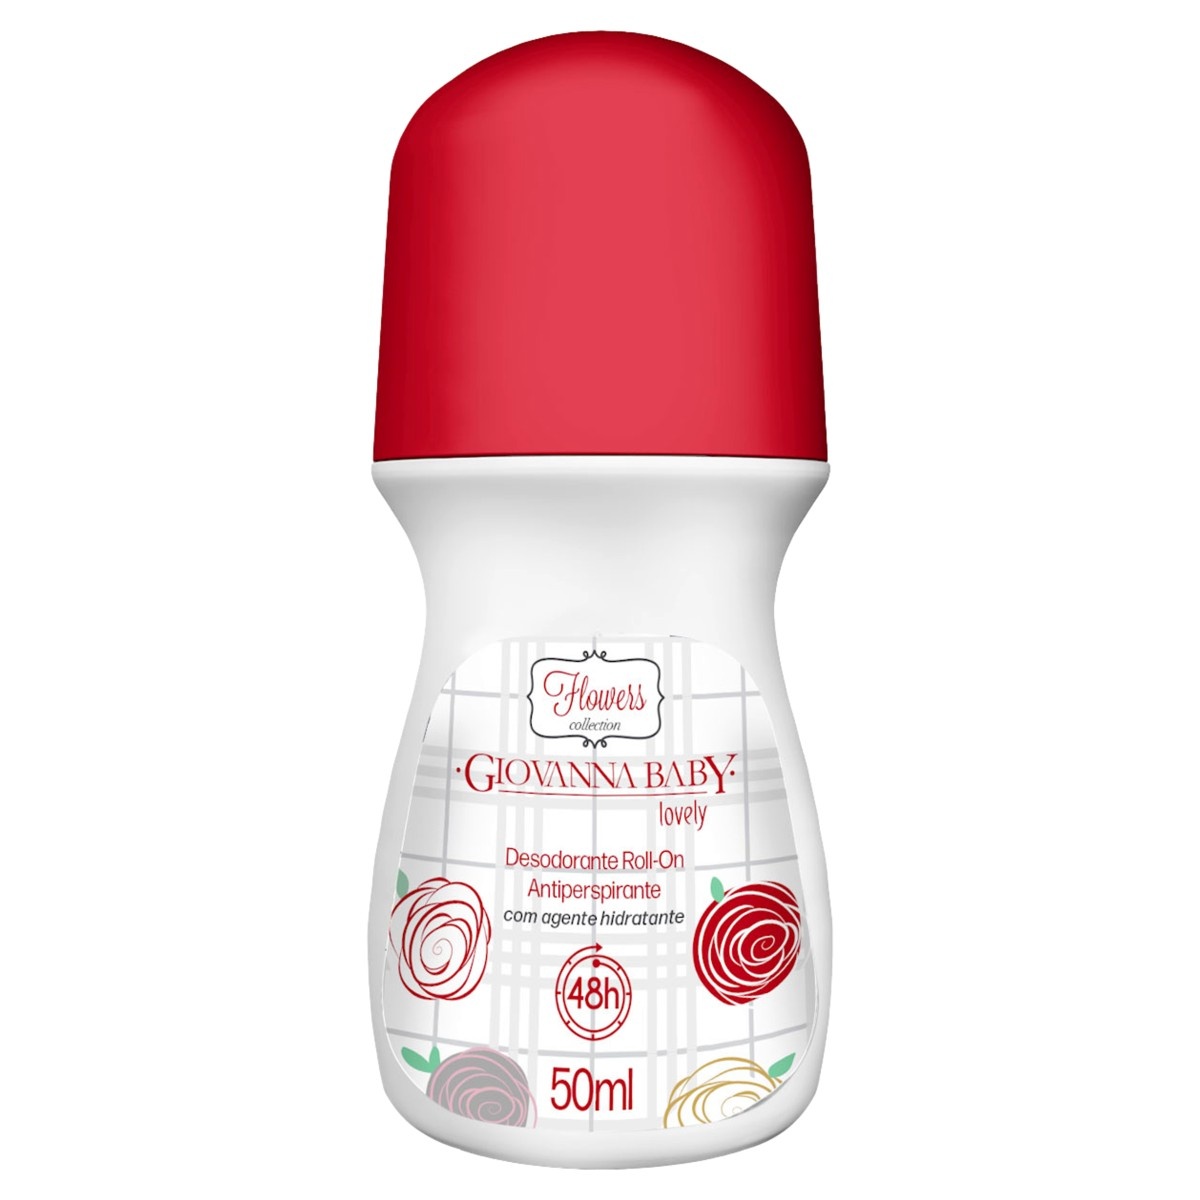 Flowers
collection
GIOVANNA BABY
lovely
Desodorante Roll-On
Antiperspirante
com agente hidratante
48h
50ml